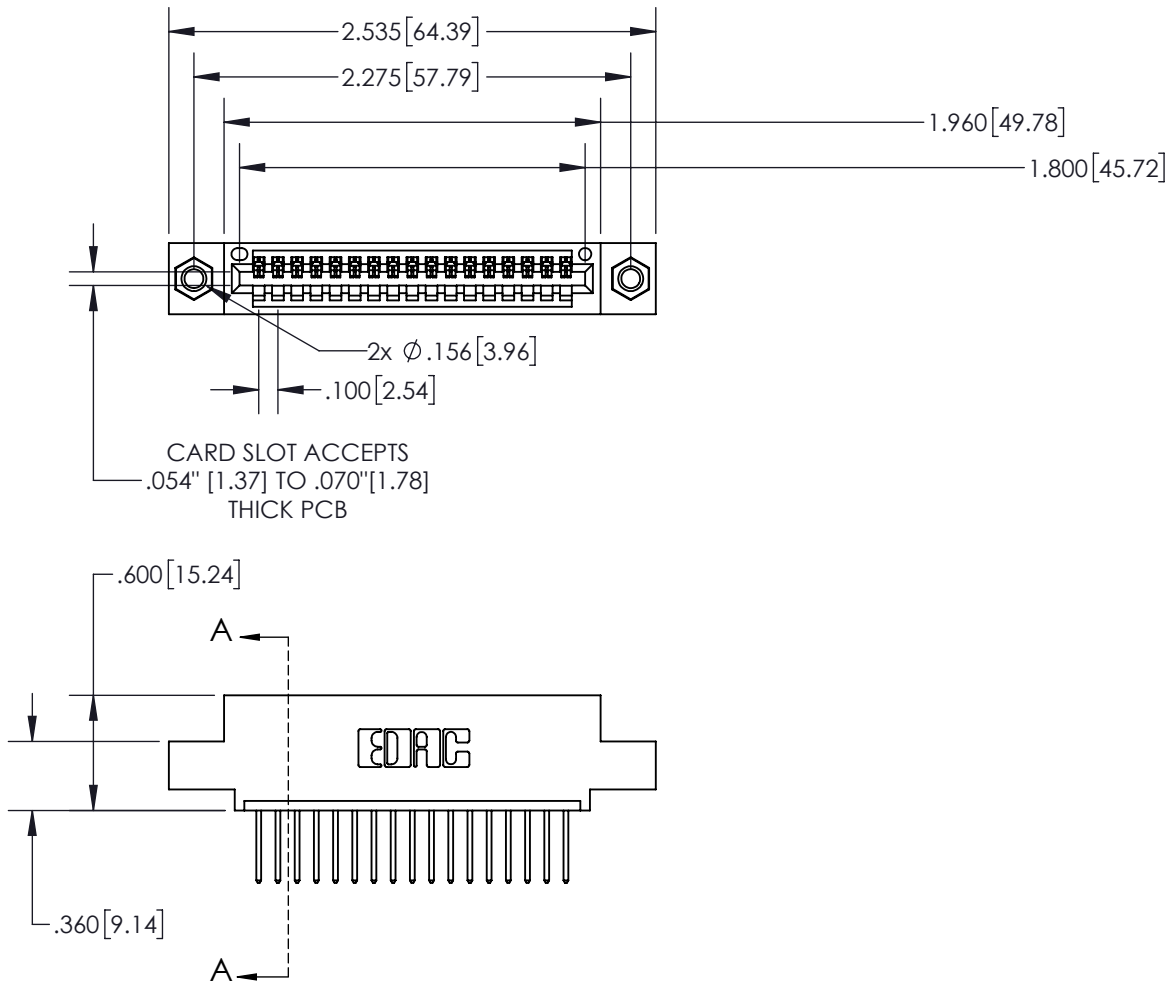 2.535[64.39]
2.275[57.79]
1.960[49.78]
1.800[45.72]
2x Ø.156[3.96]
.100[2.54]
CARD SLOT ACCEPTS
.054" [1.37] TO .070"[1.78]
THICK PCB
.600[15.24]
A
EDAC
.360[9.14]
A